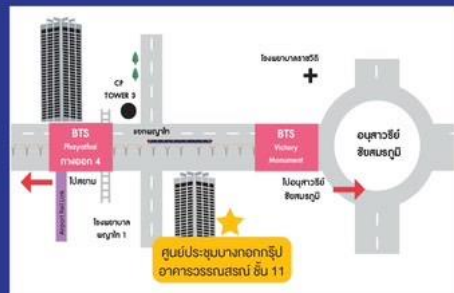 โรงพยาบาลราชวิถี
CP
TOWER 3
BTS
Phayathai
ทางออก 4
แยกพญาไท
BTS
Victory
Monument
อนุสาวรีย์
ชัยสมรภูมิ
ไปสยาม
ไปอนุสาวรีย์
ชัยสมรภูมิ
Airport Rail Link
โรงพยาบาล
พญาไท 1
ศูนย์ประชุมบางกอกกรุ๊ป
อาคารวรรณสรณ์ ชั้น 11